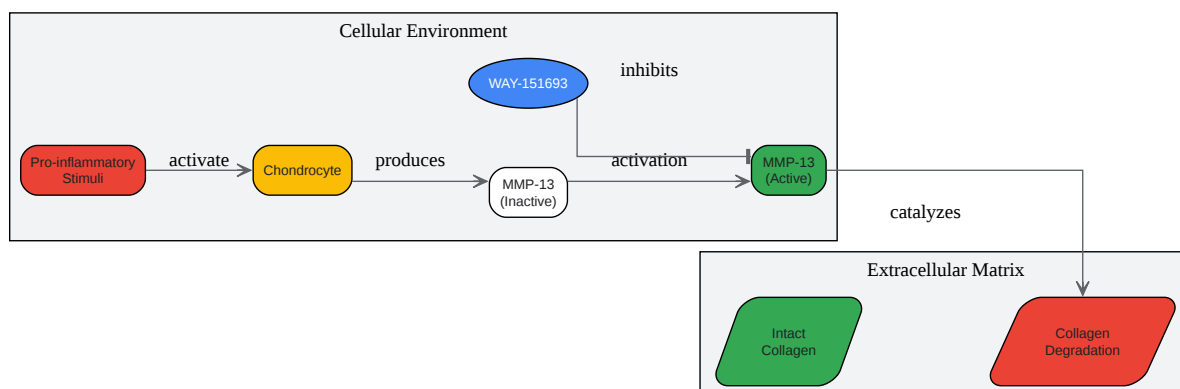 Cellular Environment
WAY-151693
inhibits
Pro-inflammatory
Stimuli
activate
Chondrocyte
produces
MMP-13
(Inactive)
activation
MMP-13
(Active)
catalyzes
Extracellular Matrix
Intact
Collagen
Collagen
Degradation